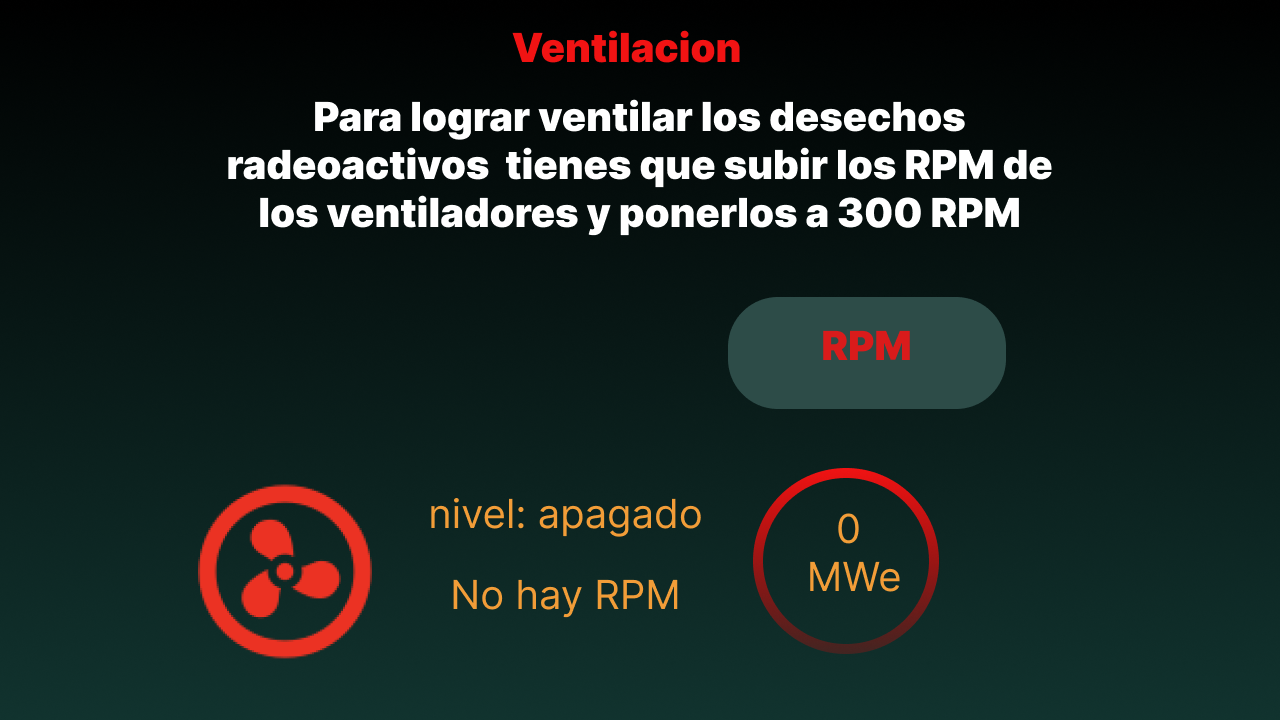 Ventilacion
Para lograr ventilar los desechos
radeoactivos  tienes que subir los RPM de
los ventiladores y ponerlos a 300 RPM
RPM
nivel: apagado
No hay RPM
0
MWe